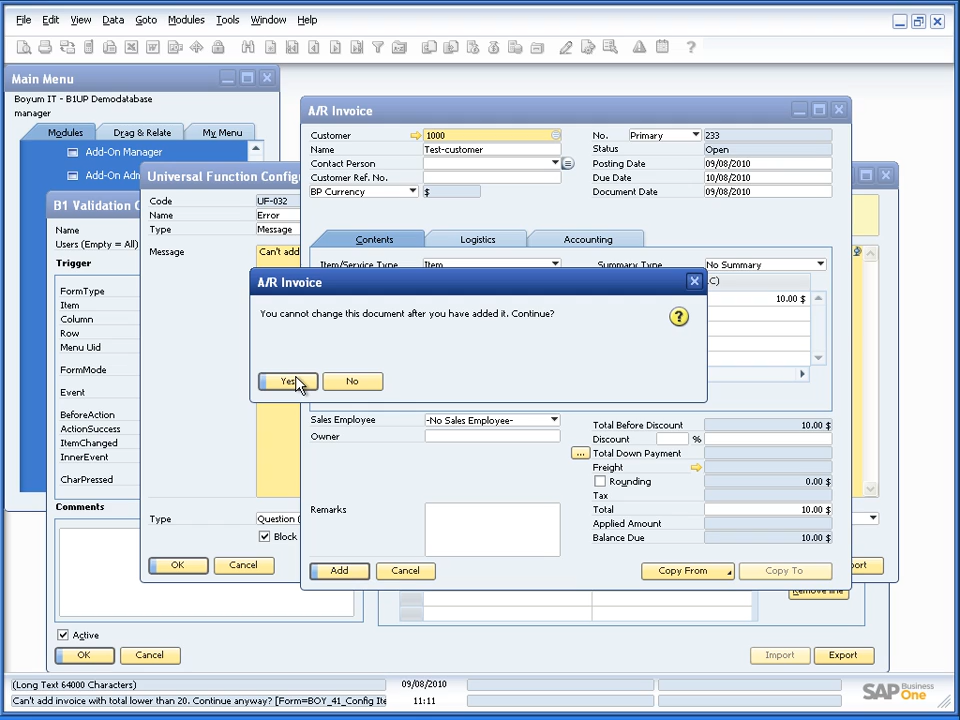 File Edit View Data Goto Modules Tools Window Help
Main Menu
Boyum IT - B1UP Demodatabase
manager
Modules Drag & Relate My Menu
Add-On Manager
Add-On Adm
B1 Validation C
Name
Users (Empty = All)
Trigger
FormType
Item
Column
Row
Menu Uid
FormMode
Event
BeforeAction
ActionSuccess
ItemChanged
InnerEvent
CharPressed
Comments
Active
OK Cancel
Import Export
Remove line
Universal Function Config
Code UF-032
Name Error
Type Message
Message Can't add
Type Question (
Block
OK Cancel
port
A/R Invoice
Customer 1000
Name Test-customer
Contact Person
Customer Ref. No.
BP Currency $
No. Primary 233
Status Open
Posting Date 09/08/2010
Due Date 10/08/2010
Document Date 09/08/2010
Contents Logistics Accounting
Item/Service Type Item Summary Type No Summary
C)
10.00 $
A/R Invoice
You cannot change this document after you have added it. Continue?
?
Yes No
Sales Employee -No Sales Employee-
Owner
Remarks
Total Before Discount 10.00 $
Discount %
... Total Down Payment
Freight
Rounding 0.00 $
Tax
Total 10.00 $
Applied Amount
Balance Due 10.00 $
Add Cancel Copy From Copy To
(Long Text 64000 Characters) 09/08/2010
Can't add invoice with total lower than 20. Continue anyway? [Form=BOY_41_Config Ite 11:11
SAP Business One